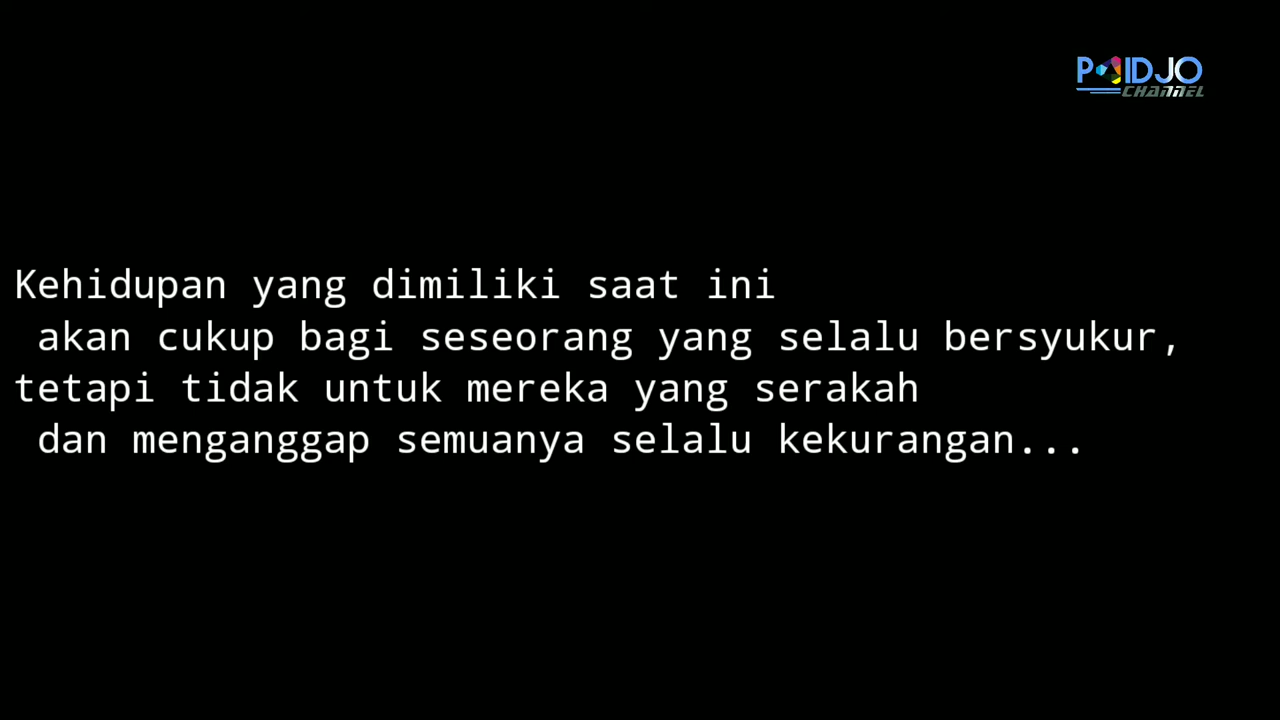 PAIDJO
CHANNEL
Kehidupan yang dimiliki saat ini
akan cukup bagi seseorang yang selalu bersyukur,
tetapi tidak untuk mereka yang serakah
dan menganggap semuanya selalu kekurangan...